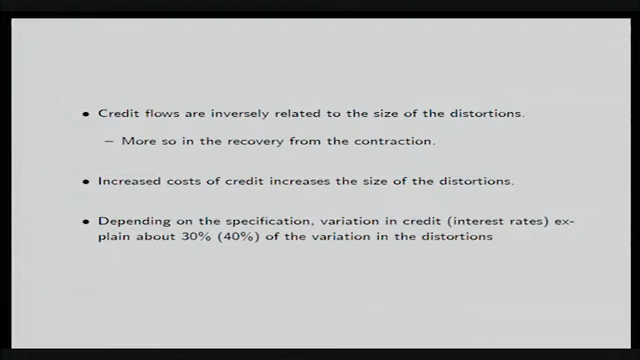 • Credit flows are inversely related to the size of the distortions.
– More so in the recovery from the contraction.
• Increased costs of credit increases the size of the distortions.
• Depending on the specification, variation in credit (interest rates) ex-
plain about 30% (40%) of the variation in the distortions